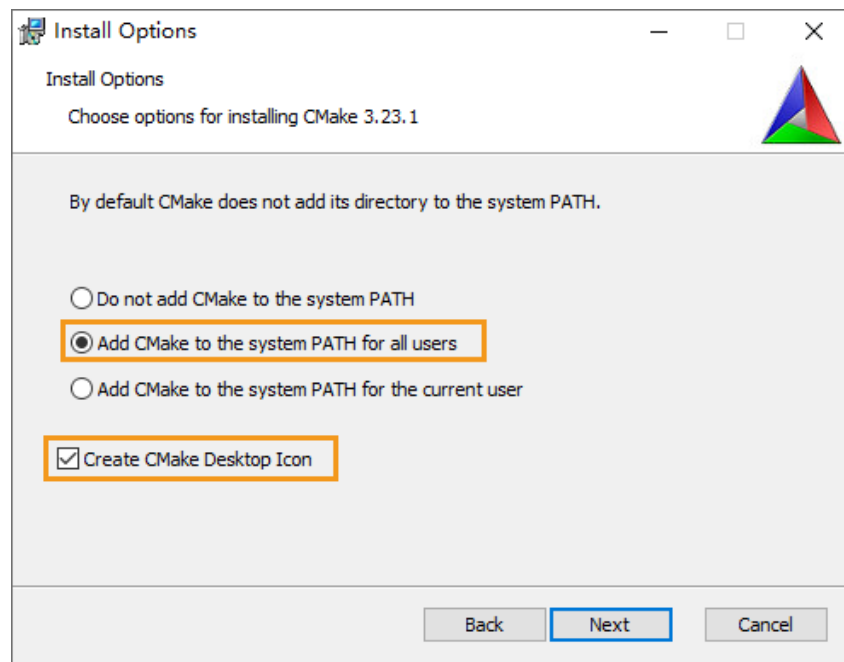 Install Options
Install Options
Choose options for installing CMake 3.23.1
By default CMake does not add its directory to the system PATH.
Do not add CMake to the system PATH
Add CMake to the system PATH for all users
Add CMake to the system PATH for the current user
Create CMake Desktop Icon
Back Next Cancel